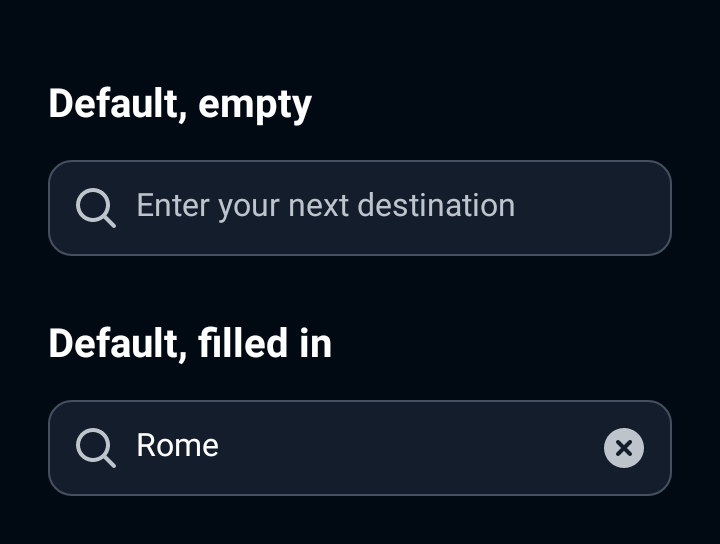 Default, empty
Enter your next destination
Default, filled in
Rome